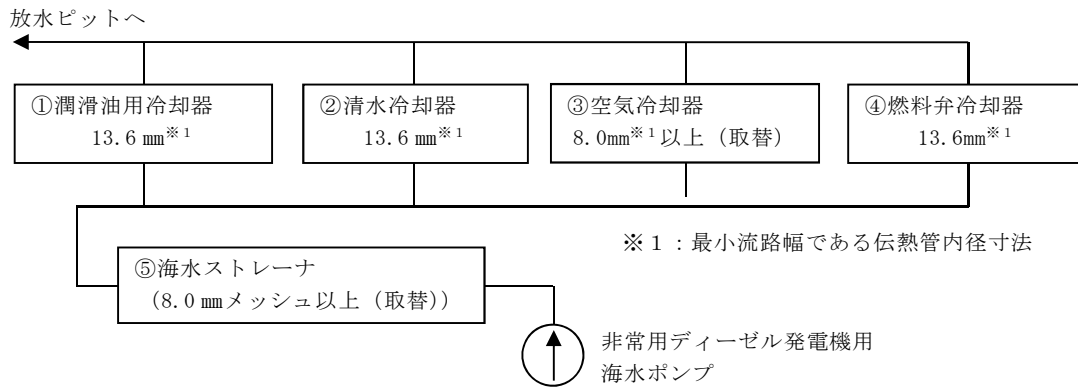 放水ピットへ
①潤滑油用冷却器
13.6 ㎜※1
②清水冷却器
13.6 ㎜※1
③空気冷却器
8.0㎜※1以上（取替）
④燃料弁冷却器
13.6㎜※1
※１：最小流路幅である伝熱管内径寸法
⑤海水ストレーナ
（8.0 ㎜メッシュ以上（取替））
非常用ディーゼル発電機用
海水ポンプ